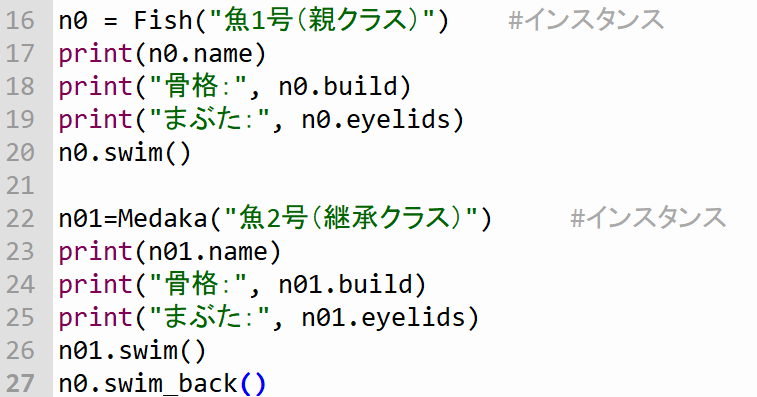 16 n0 = Fish("魚1号(親クラス)")    #インスタンス
17 print(n0.name)
18 print("骨格:", n0.build)
19 print("まぶた:", n0.eyelids)
20 n0.swim()
21
22 n01=Medaka("魚2号(継承クラス)")     #インスタンス
23 print(n01.name)
24 print("骨格:", n01.build)
25 print("まぶた:", n01.eyelids)
26 n01.swim()
27 n0.swim_back()